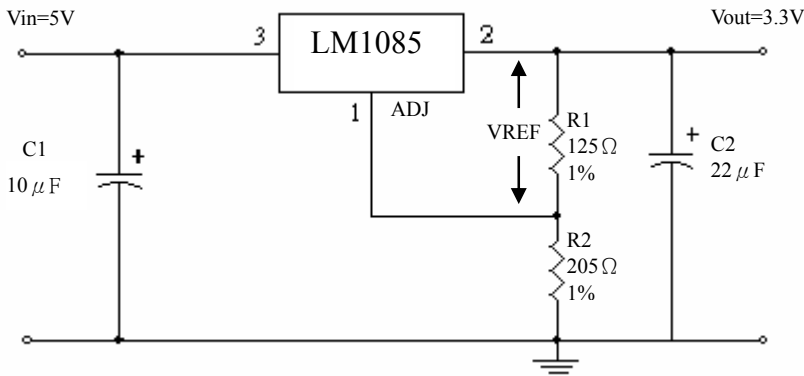 Vin=5V
Vout=3.3V
3
LM1085
2
1
ADJ
VREF
R1
125Ω
1%
C1
10μF
+
+
C2
22μF
R2
205Ω
1%